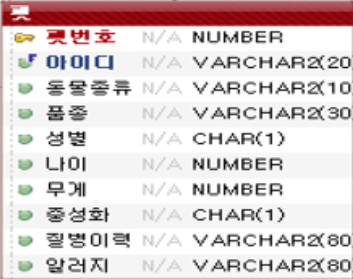 펫
펫번호 N/A NUMBER
아이디 N/A VARCHAR2(20)
동물종류 N/A VARCHAR2(10)
품종 N/A VARCHAR2(30)
성별 N/A CHAR(1)
나이 N/A NUMBER
무게 N/A NUMBER
중성화 N/A CHAR(1)
질병이력 N/A VARCHAR2(80
알러지 N/A VARCHAR2(80